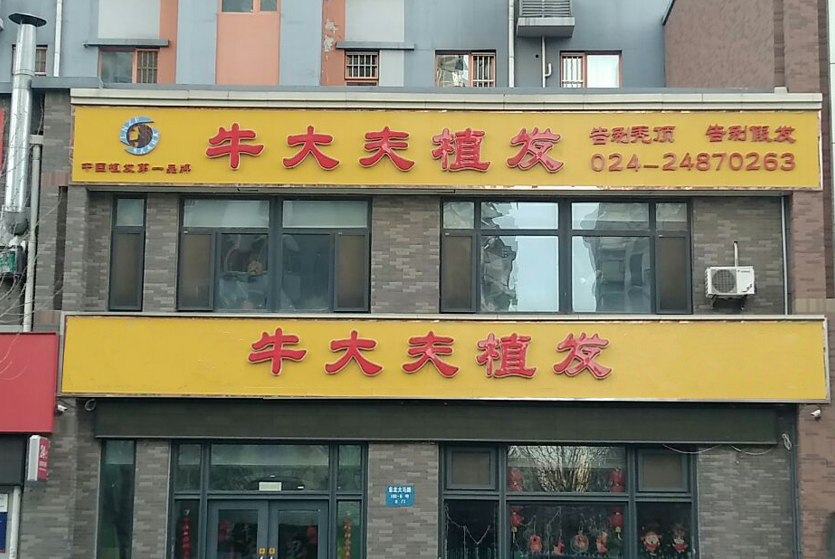 牛大夫植发
告别秃顶 告别假发
024-24870263
中国植发第一品牌
牛大夫植发